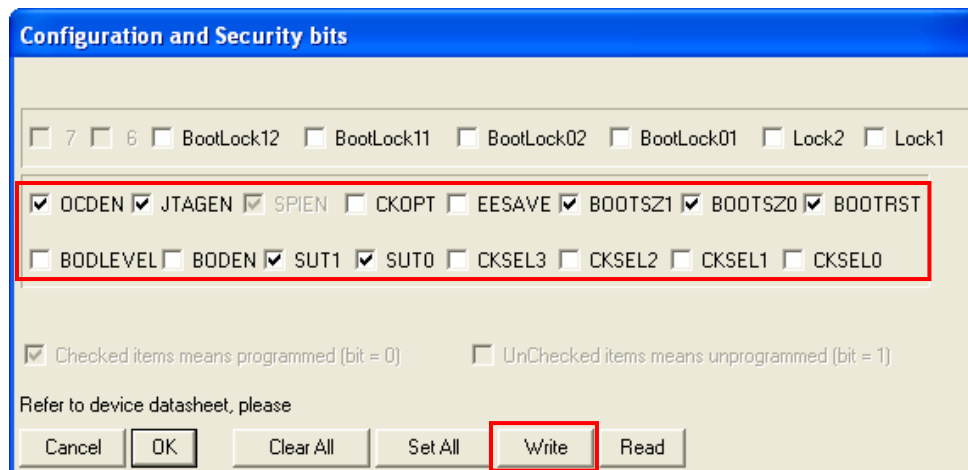 Configuration and Security bits
7 6 BootLock12 BootLock11 BootLock02 BootLock01 Lock2 Lock1
OCDEN JTAGEN SPIEN CKOPT EESAVE BOOTSZ1 BOOTSZ0 BOOTRST
BODLEVEL BODEN SUT1 SUT0 CKSEL3 CKSEL2 CKSEL1 CKSEL0
Checked items means programmed (bit = 0) UnChecked items means unprogrammed (bit = 1)
Refer to device datasheet, please
Cancel OK Clear All Set All Write Read